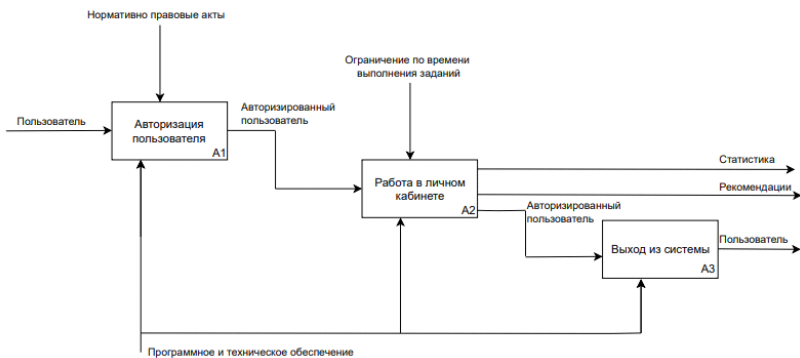 Нормативно правовые акты
Ограничение по времени
выполнения заданий
Пользователь
Авторизация
пользователя
A1
Авторизированный
пользователь
Работа в личном
кабинете
A2
Статистика
Рекомендации
Авторизированный
пользователь
Выход из системы
A3
Пользователь
Программное и техническое обеспечение